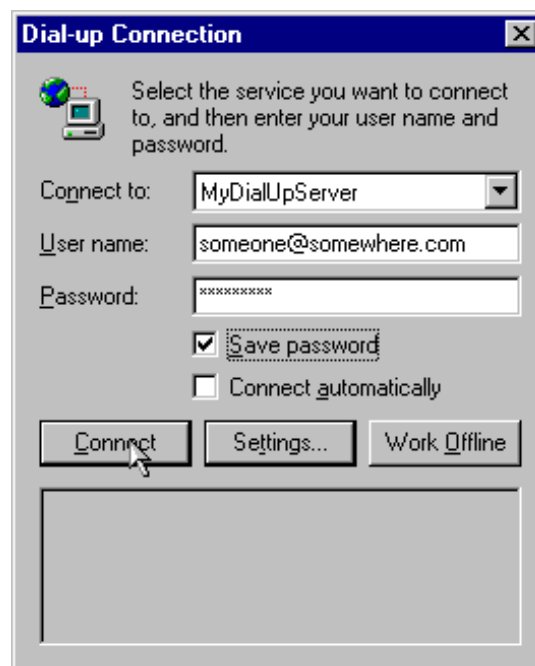 Dial-up Connection
Select the service you want to connect
to, and then enter your user name and
password.
Connect to:
MyDialUpServer
User name:
someone@somewhere.com
Password:
*********
Save password
Connect automatically
Connect
Settings...
Work Offline